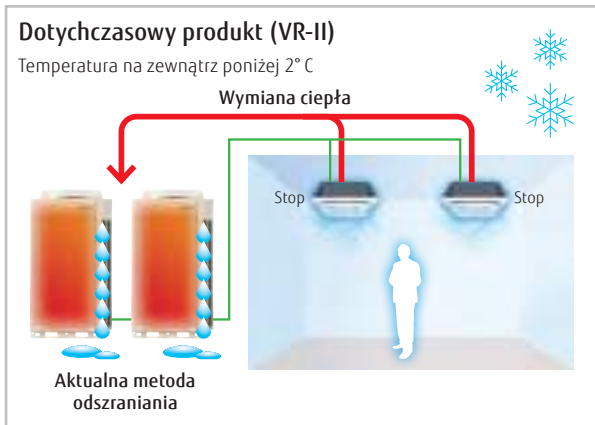 Dotychczasowy produkt (VR-II)
Temperatura na zewnątrz poniżej 2° C
Wymiana ciepła
Stop
Stop
Aktualna metoda
odszraniania